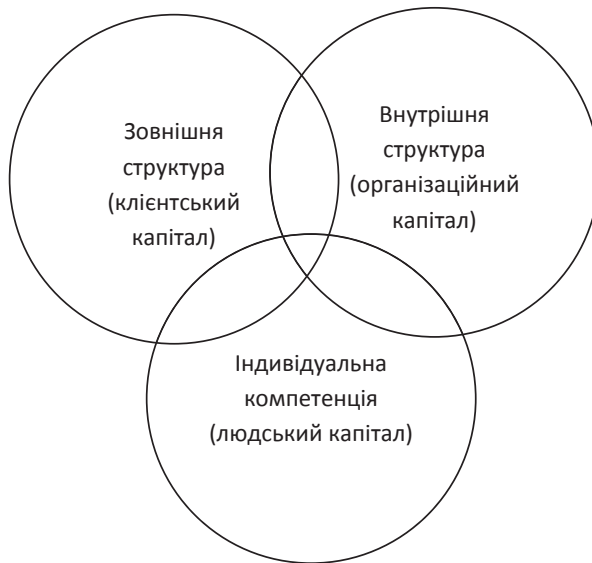 Зовнішня
структура
(клієнтський
капітал)
Внутрішня
структура
(організаційний
капітал)
Індивідуальна
компетенція
(людський капітал)